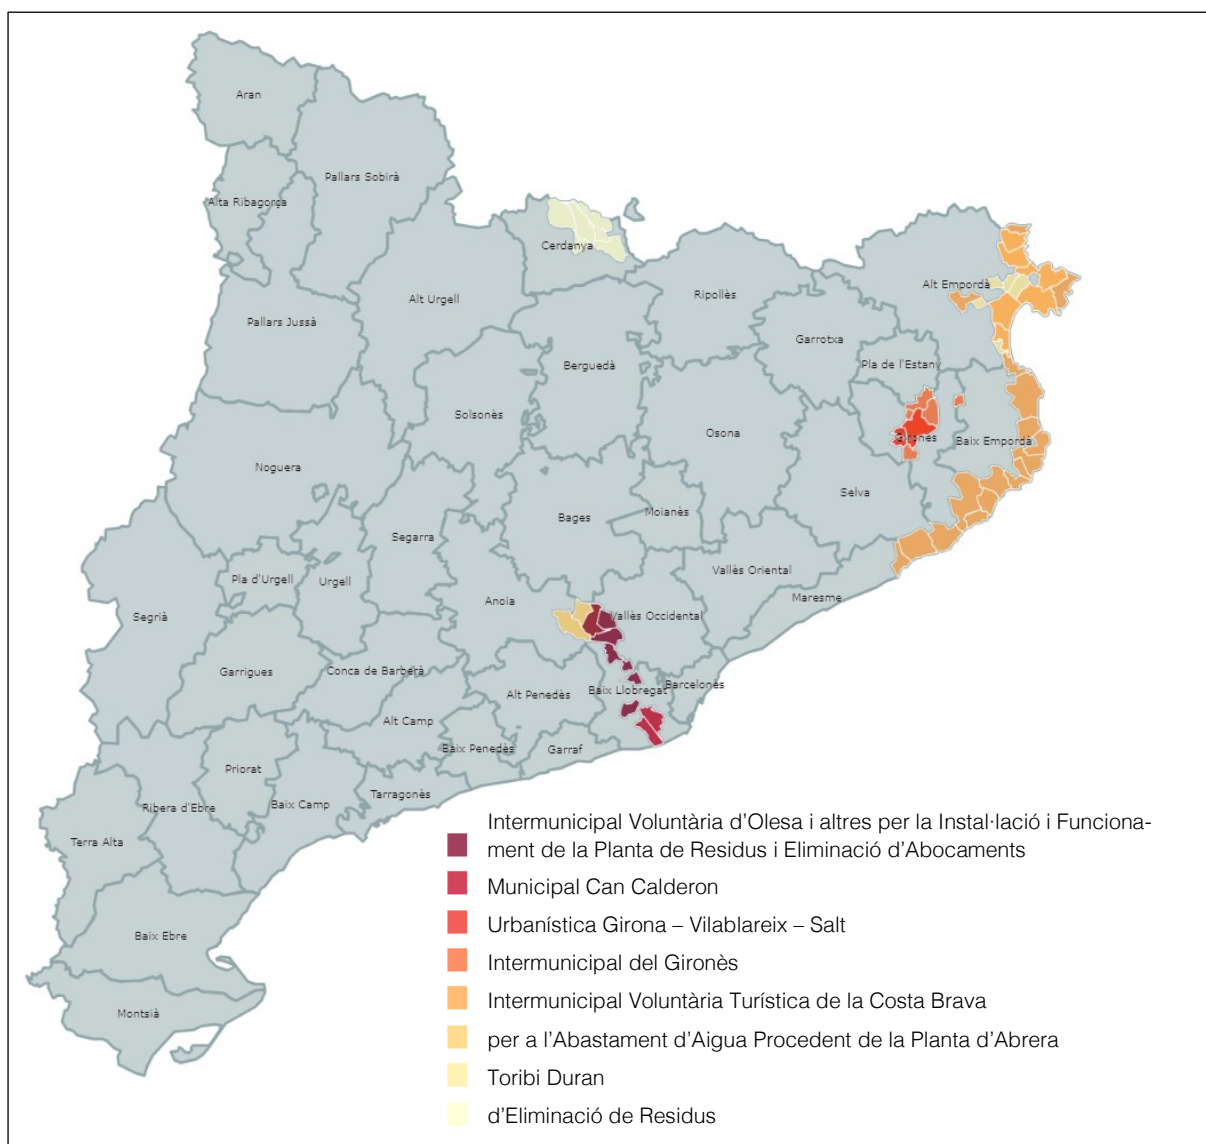 Aran
Pallars Sobirà
Alta Ribagorça
Cerdanya
Alt Empordà
Alt Urgell
Ripollès
Pallars Jussà
Garrotxa
Berguedà
Pla de l'Estany
Solsonès
Osona
Gironès
Baix Empordà
Noguera
Selva
Bages
Moianès
Segarra
Vallès Oriental
Pla d'Urgell
Urgell
Maresme
Anoia
Segrià
Vallès Occidental
Garrigues
Conca de Barberà
Barcelonès
Alt Penedès
Baix Llobregat
Alt Camp
Baix Penedès
Garraf
Priorat
Tarragonès
Baix Camp
Ribera d'Ebre
Terra Alta
Baix Ebre
Montsià
Intermunicipal Voluntària d’Olesa i altres per la Instal·lació i Funciona-
ment de la Planta de Residus i Eliminació d’Abocaments
Municipal Can Calderon
Urbanística Girona – Vilablareix – Salt
Intermunicipal del Gironès
Intermunicipal Voluntària Turística de la Costa Brava
per a l’Abastament d’Aigua Procedent de la Planta d’Abrera
Toribi Duran
d’Eliminació de Residus